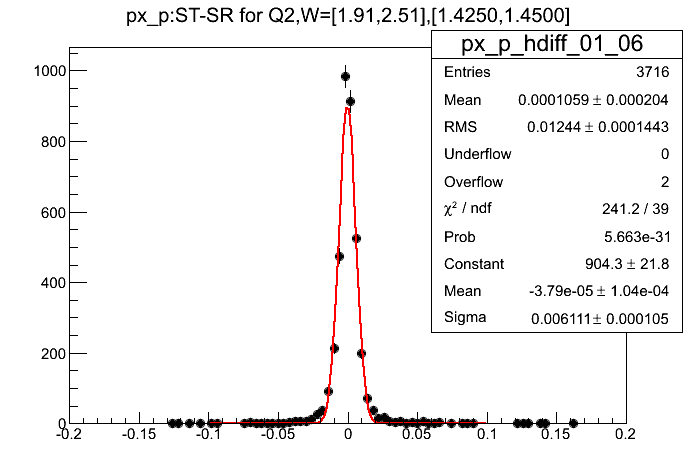 px_p:ST-SR for Q2,W=[1.91,2.51],[1.4250,1.4500]
px_p_hdiff_01_06
Entries 3716
Mean 0.0001059 ± 0.000204
RMS 0.01244 ± 0.0001443
Underflow 0
Overflow 2
χ² / ndf 241.2 / 39
Prob 5.663e-31
Constant 904.3 ± 21.8
Mean -3.79e-05 ± 1.04e-04
Sigma 0.006111 ± 0.000105
1000
800
600
400
200
0
-0.2 -0.15 -0.1 -0.05 0 0.05 0.1 0.15 0.2